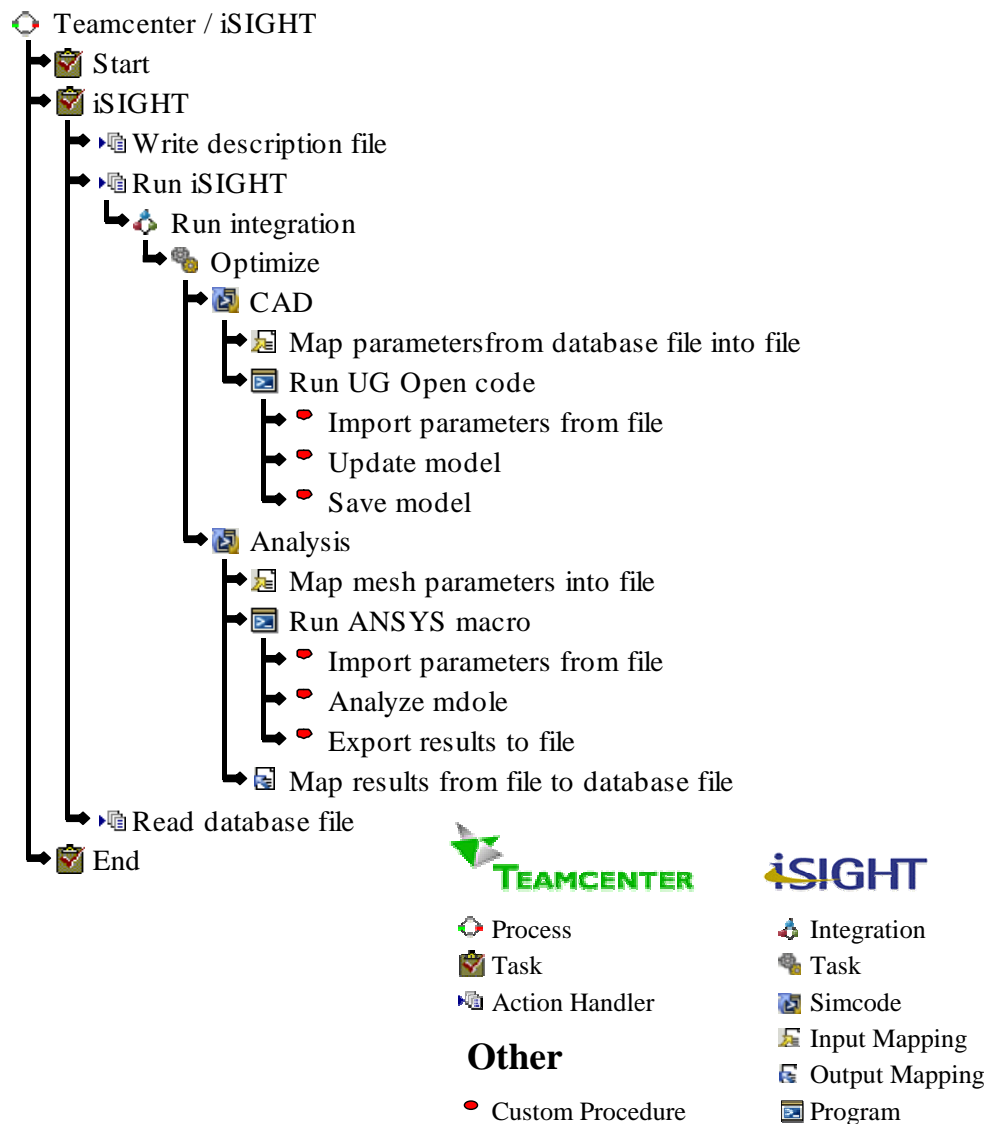 Teamcenter / iSIGHT
Start
iSIGHT
Write description file
Run iSIGHT
Run integration
Optimize
CAD
Map parametersfrom database file into file
Run UG Open code
Import parameters from file
Update model
Save model
Analysis
Map mesh parameters into file
Run ANSYS macro
Import parameters from file
Analyze mdole
Export results to file
Map results from file to database file
Read database file
End
TEAMCENTER
Process
Task
Action Handler
Other
Custom Procedure
iSIGHT
Integration
Task
Simcode
Input Mapping
Output Mapping
Program